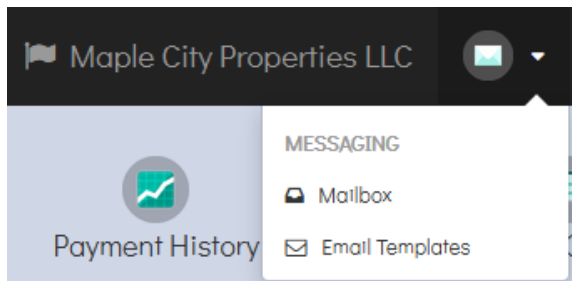 Maple City Properties LLC
MESSAGING
Mailbox
Email Templates
Payment History